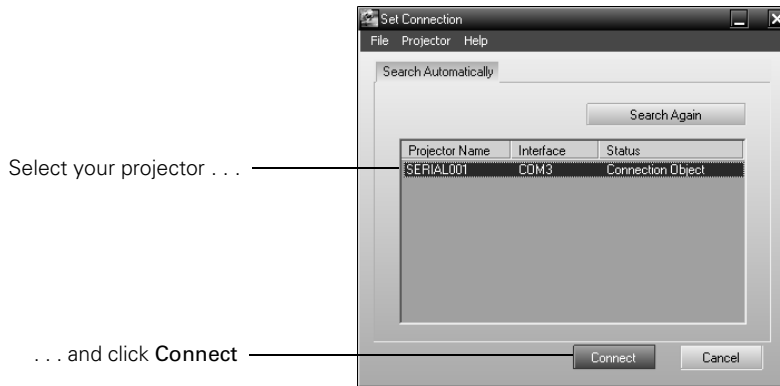 Set Connection
File Projector Help
Search Automatically
Search Again
Projector Name Interface Status
Select your projector . . .
SERIAL001 COM3 Connection Object
. . . and click Connect
Connect Cancel